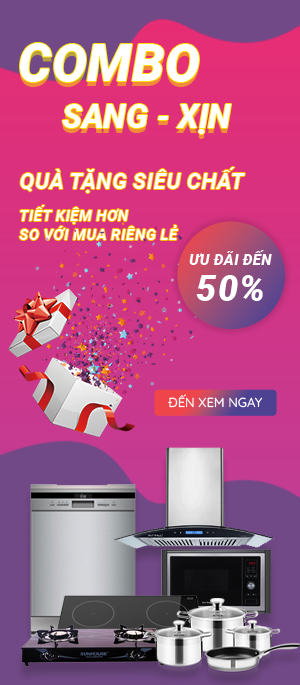 COMBO
SANG - XỊN
QUÀ TẶNG SIÊU CHẤT
TIẾT KIỆM HƠN
SO VỚI MUA RIÊNG LẺ
ƯU ĐÃI ĐẾN
50%
ĐẾN XEM NGAY
SUNHOUSE